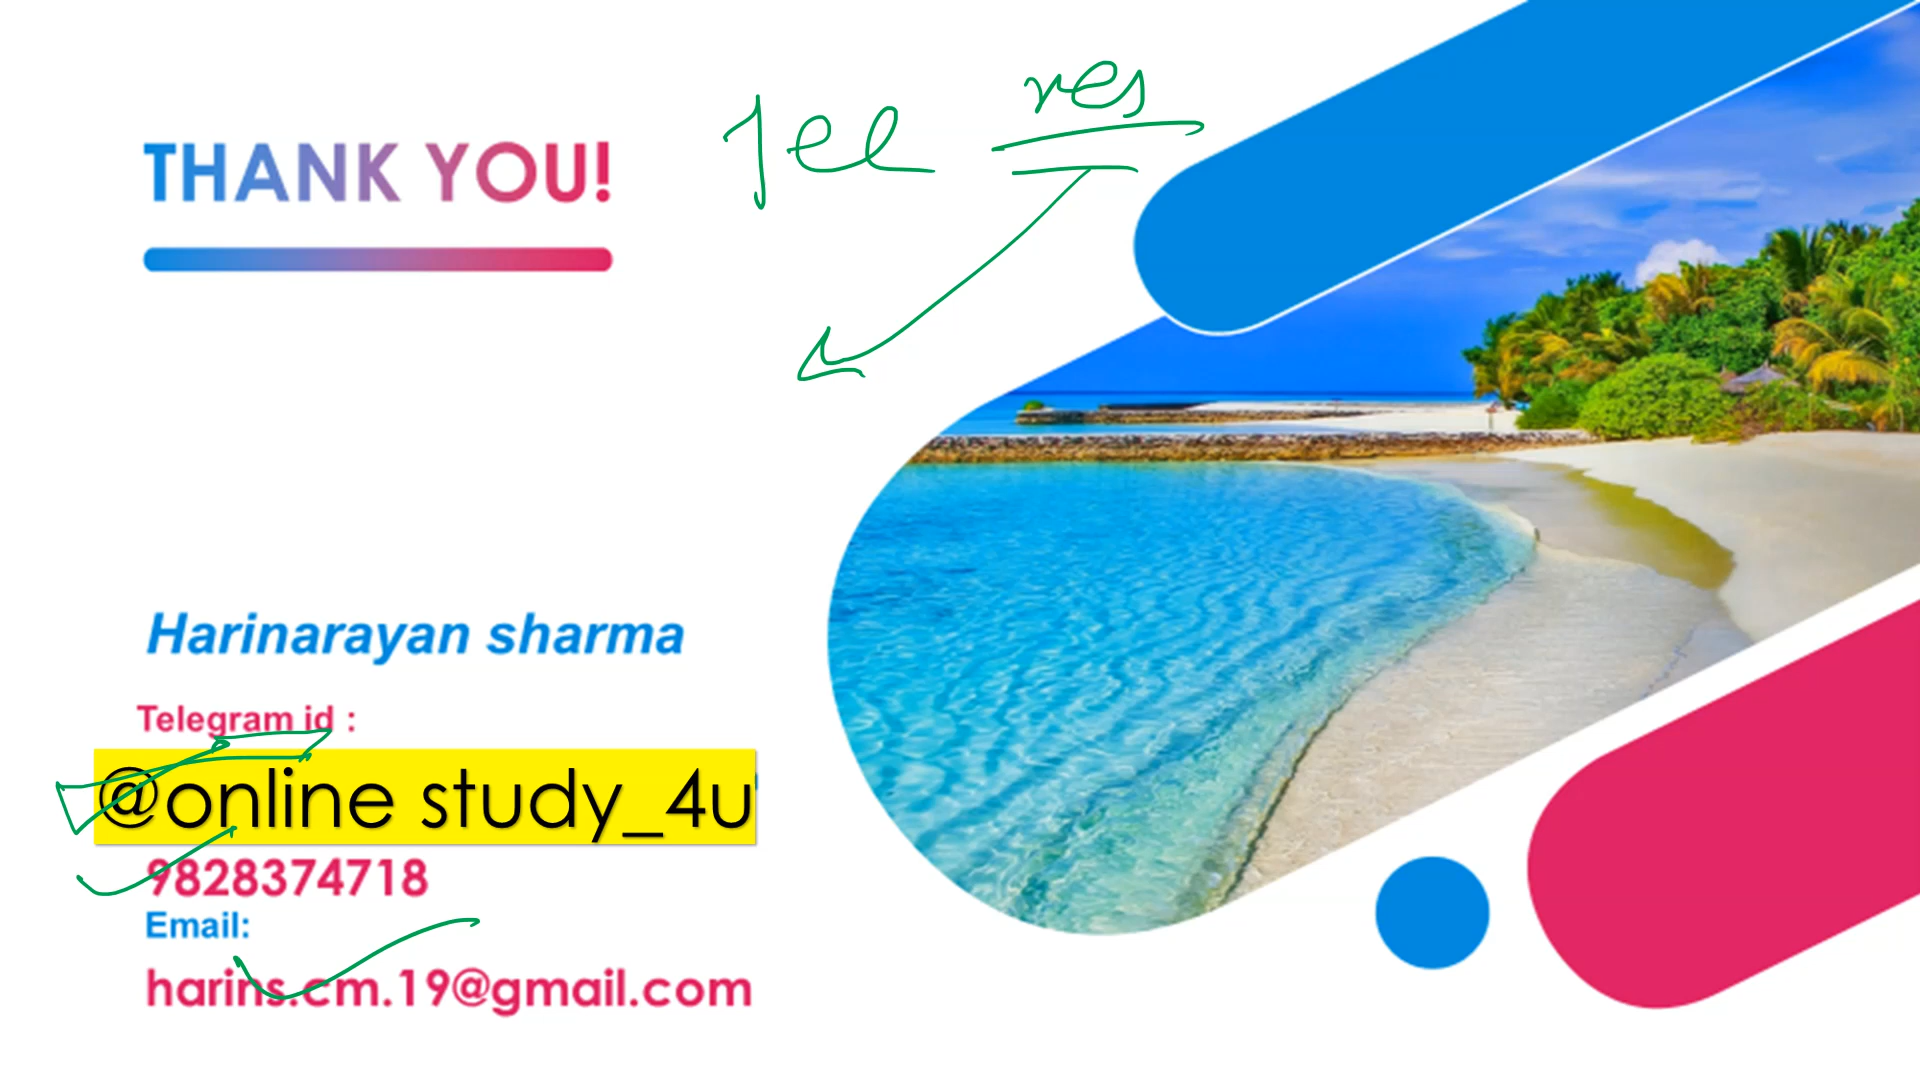 THANK YOU!
Jee res
Harinarayan sharma
Telegram id :
@online study_4u
9828374718
Email:
harins.cm.19@gmail.com